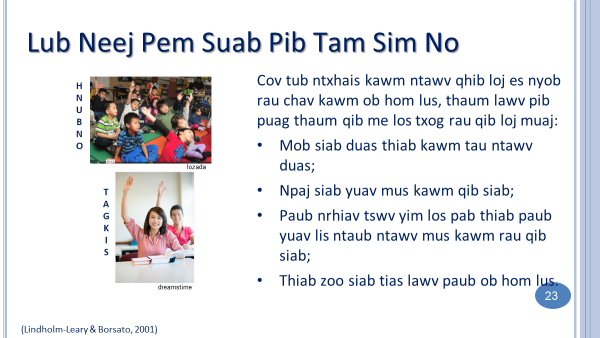 Lub Neej Pem Suab Pib Tam Sim No
HNUBNO
lozada
TAGKIS
dreamstime
Cov tub ntxhais kawm ntawv qhib loj es nyob
rau chav kawm ob hom lus, thaum lawv pib
puag thaum qib me los txog rau qib loj muaj:
• Mob siab duas thiab kawm tau ntawv
duas;
• Npaj siab yuav mus kawm qib siab;
• Paub nrhiav tswv yim los pab thiab paub
yuav lis ntaub ntawv mus kawm rau qib
siab;
• Thiab zoo siab tias lawv paub ob hom lus.
23
(Lindholm-Leary & Borsato, 2001)